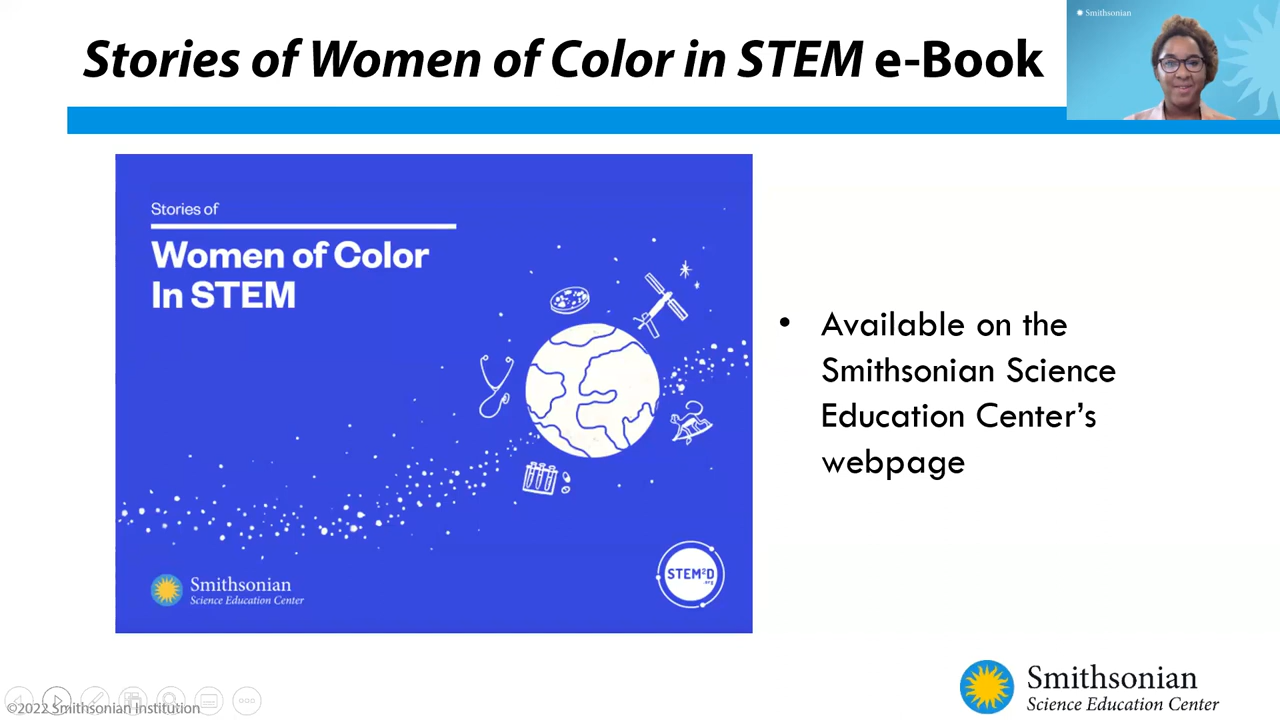 Stories of Women of Color in STEM e-Book
Smithsonian
Stories of
Women of Color
In STEM
• Available on the
Smithsonian Science
Education Center’s
webpage
Smithsonian
Science Education Center
STEM²D
.org
Smithsonian
Science Education Center
©2022 Smithsonian Institution